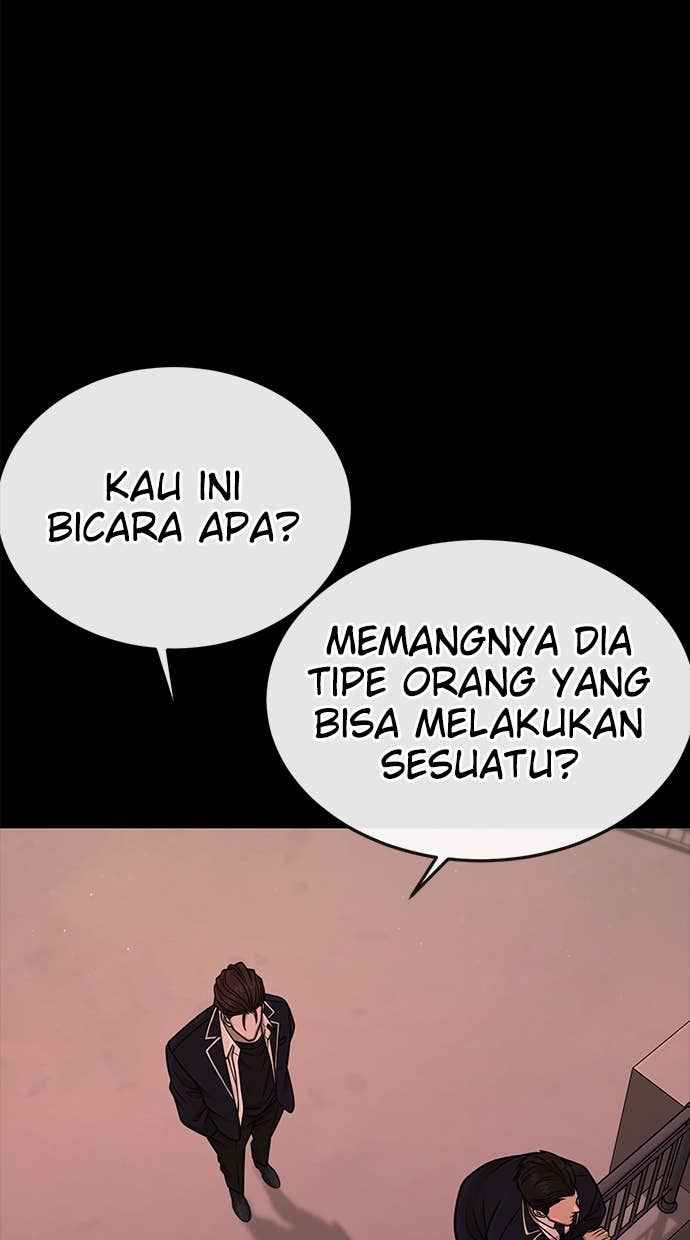 KAU INI
BICARA APA?
MEMANGNYA DIA
TIPE ORANG YANG
BISA MELAKUKAN
SESUATU?